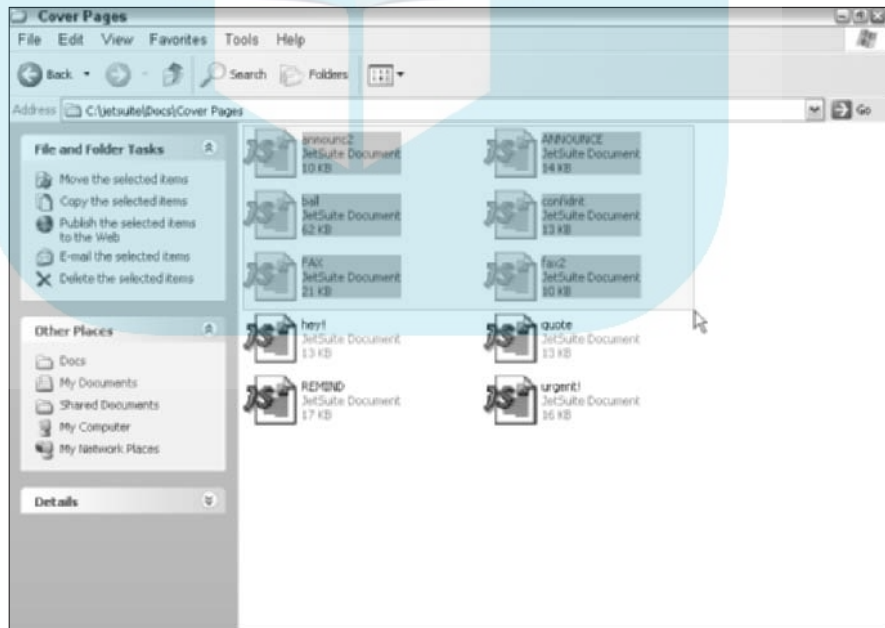 Cover Pages
File Edit View Favorites Tools Help
Back Search Folders
Address C:\jetsuite\Docs\Cover Pages Go
File and Folder Tasks
Move the selected items
Copy the selected items
Publish the selected items
to the Web
E-mail the selected items
Delete the selected items
Other Places
Docs
My Documents
Shared Documents
My Computer
My Network Places
Details
announc2
JetSuite Document
10 KB
ANNOUNCE
JetSuite Document
14 KB
ball
JetSuite Document
62 KB
confidnt
JetSuite Document
13 KB
FAX
JetSuite Document
21 KB
fax2
JetSuite Document
10 KB
hey!
JetSuite Document
13 KB
quote
JetSuite Document
13 KB
REMIND
JetSuite Document
17 KB
urgent!
JetSuite Document
16 KB